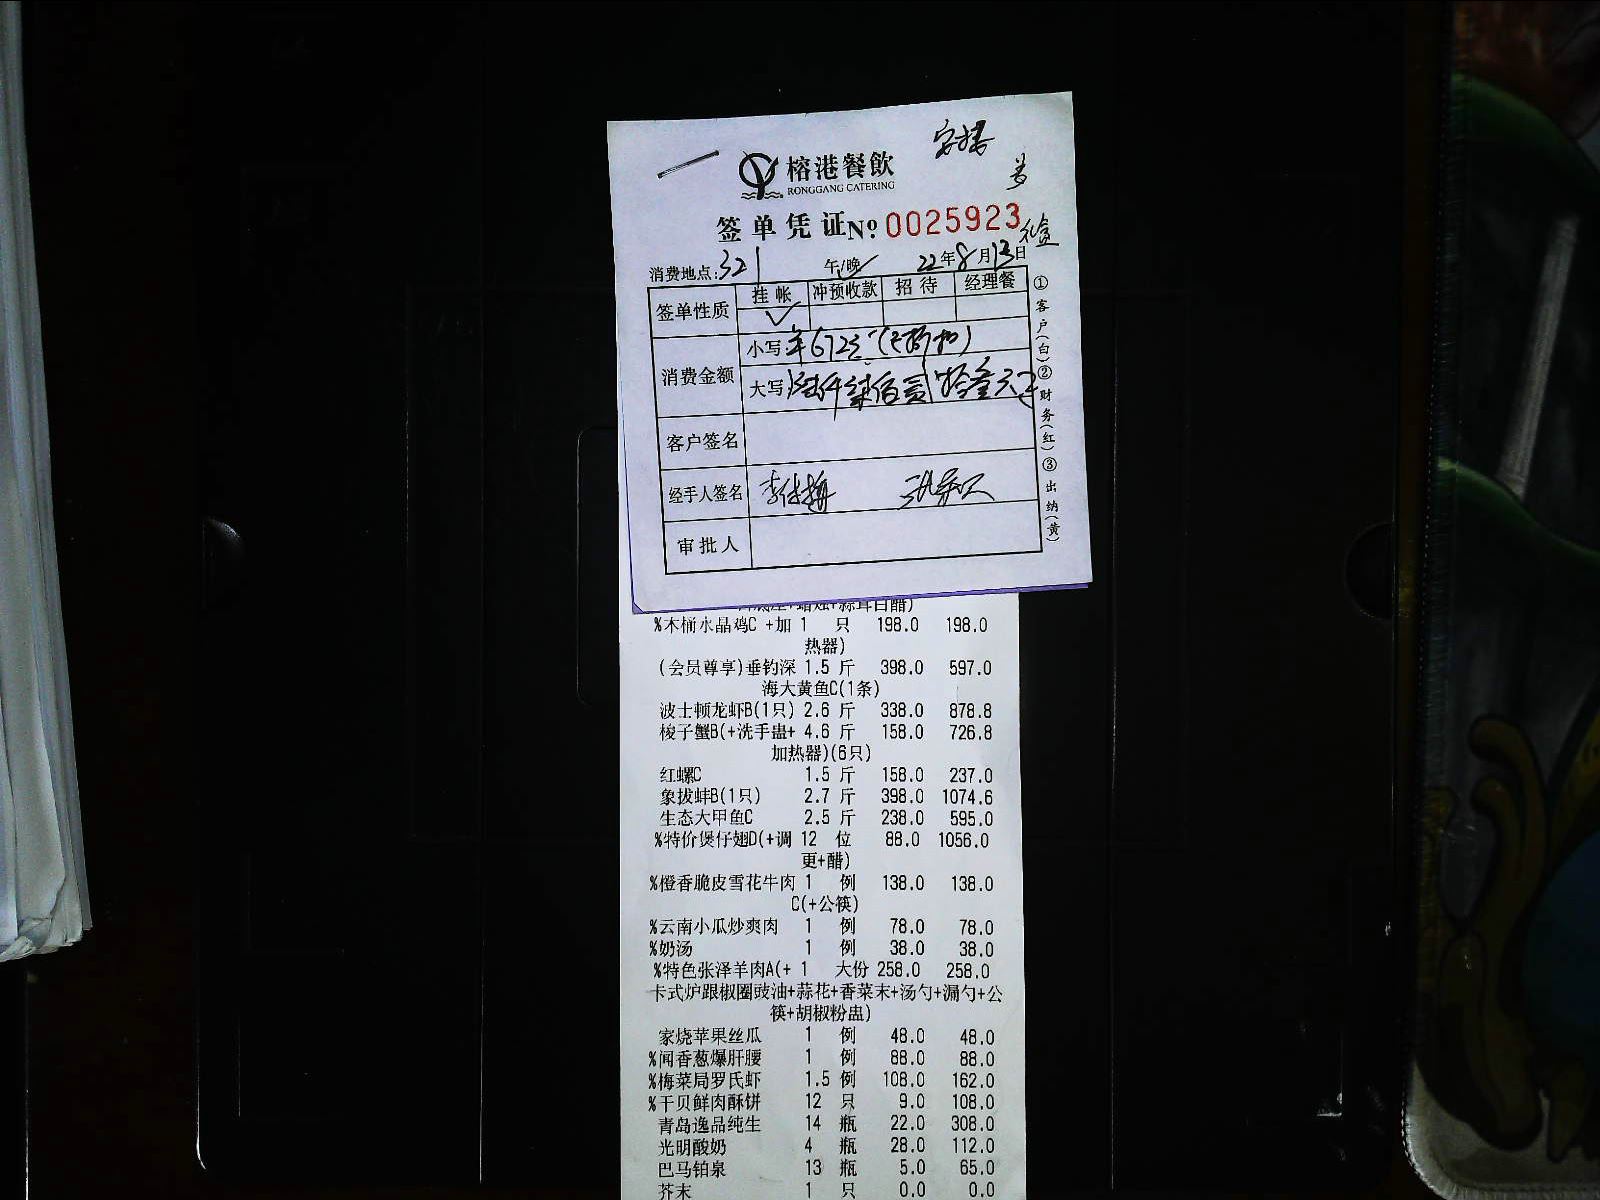 榕港餐飲
RONGGANG CATERING
签单凭证 Nº 0025923
礼盒
消费地点:321 午/晚 22年8月13日
签单性质 挂帐 冲预收款 招待 经理餐
✓
消费金额 小写:
大写
客户签名
经手人签名
审批人
①客户(白)②财务(红)③出纳(黄)
%木桶水晶鸡C +加 1 只 198.0 198.0
热器)
(会员尊享)垂钓深 1.5 斤 398.0 597.0
海大黄鱼C(1条)
波士顿龙虾B(1只) 2.6 斤 338.0 878.8
梭子蟹B(+洗手盅+ 4.6 斤 158.0 726.8
加热器)(6只)
红螺C 1.5 斤 158.0 237.0
象拔蚌B(1只) 2.7 斤 398.0 1074.6
生态大甲鱼C 2.5 斤 238.0 595.0
%特价煲仔翅D(+调 12 位 88.0 1056.0
更+醋)
%橙香脆皮雪花牛肉 1 例 138.0 138.0
C(+公筷)
%云南小瓜炒爽肉 1 例 78.0 78.0
%奶汤 1 例 38.0 38.0
%特色张泽羊肉A(+ 1 大份 258.0 258.0
卡式炉跟椒圈豉油+蒜花+香菜末+汤勺+漏勺+公
筷+胡椒粉盅)
家烧苹果丝瓜 1 例 48.0 48.0
%闻香葱爆肝腰 1 例 88.0 88.0
%梅菜局罗氏虾 1.5 例 108.0 162.0
%干贝鲜肉酥饼 12 只 9.0 108.0
青岛逸品纯生 14 瓶 22.0 308.0
光明酸奶 4 瓶 28.0 112.0
巴马铂泉 13 瓶 5.0 65.0
芥末 1 只 0.0 0.0